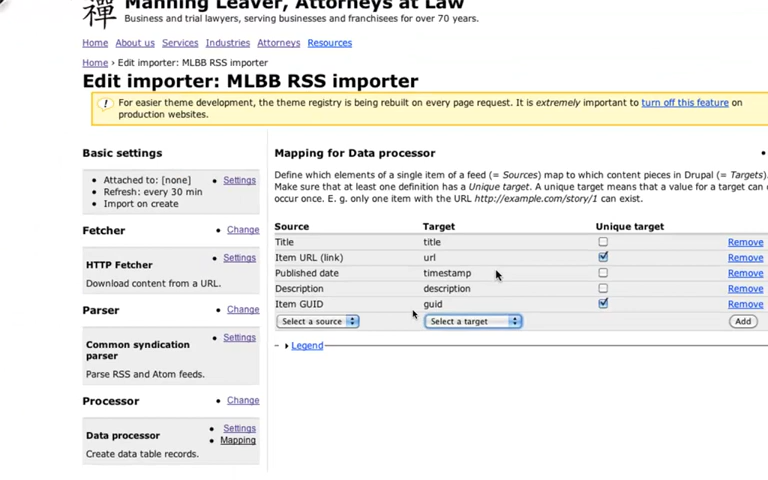 禪
Manning Leaver, Attorneys at Law
Business and trial lawyers, serving businesses and franchisees for over 70 years.
Home About us Services Industries Attorneys Resources
Home › Edit importer: MLBB RSS importer
Edit importer: MLBB RSS importer
For easier theme development, the theme registry is being rebuilt on every page request. It is extremely important to turn off this feature on
production websites.
Basic settings
• Attached to: [none]
• Refresh: every 30 min
• Import on create
• Settings
Fetcher
• Change
HTTP Fetcher
• Settings
Download content from a URL.
Parser
• Change
Common syndication
parser
• Settings
Parse RSS and Atom feeds.
Processor
• Change
Data processor
• Settings
• Mapping
Create data table records.
Mapping for Data processor
Define which elements of a single item of a feed (= Sources) map to which content pieces in Drupal (= Targets).
Make sure that at least one definition has a Unique target. A unique target means that a value for a target can
occur once. E. g. only one item with the URL http://example.com/story/1 can exist.
Source Target Unique target
Title title Remove
Item URL (link) url Remove
Published date timestamp Remove
Description description Remove
Item GUID guid Remove
Select a source Select a target Add
Legend